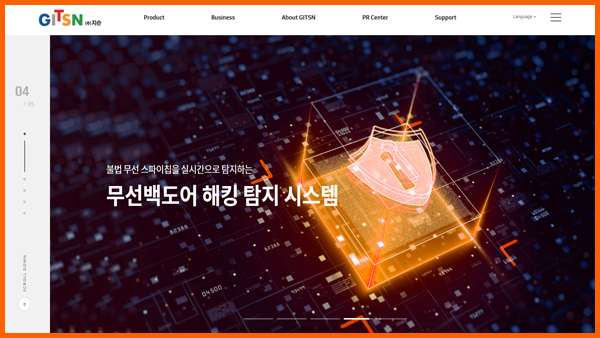 GiTSN (주)지슨
Product
Business
About GITSN
PR Center
Support
Language
04
/ 05
불법 무선 스파이칩을 실시간으로 탐지하는
무선백도어 해킹 탐지 시스템
SCROLL DOWN